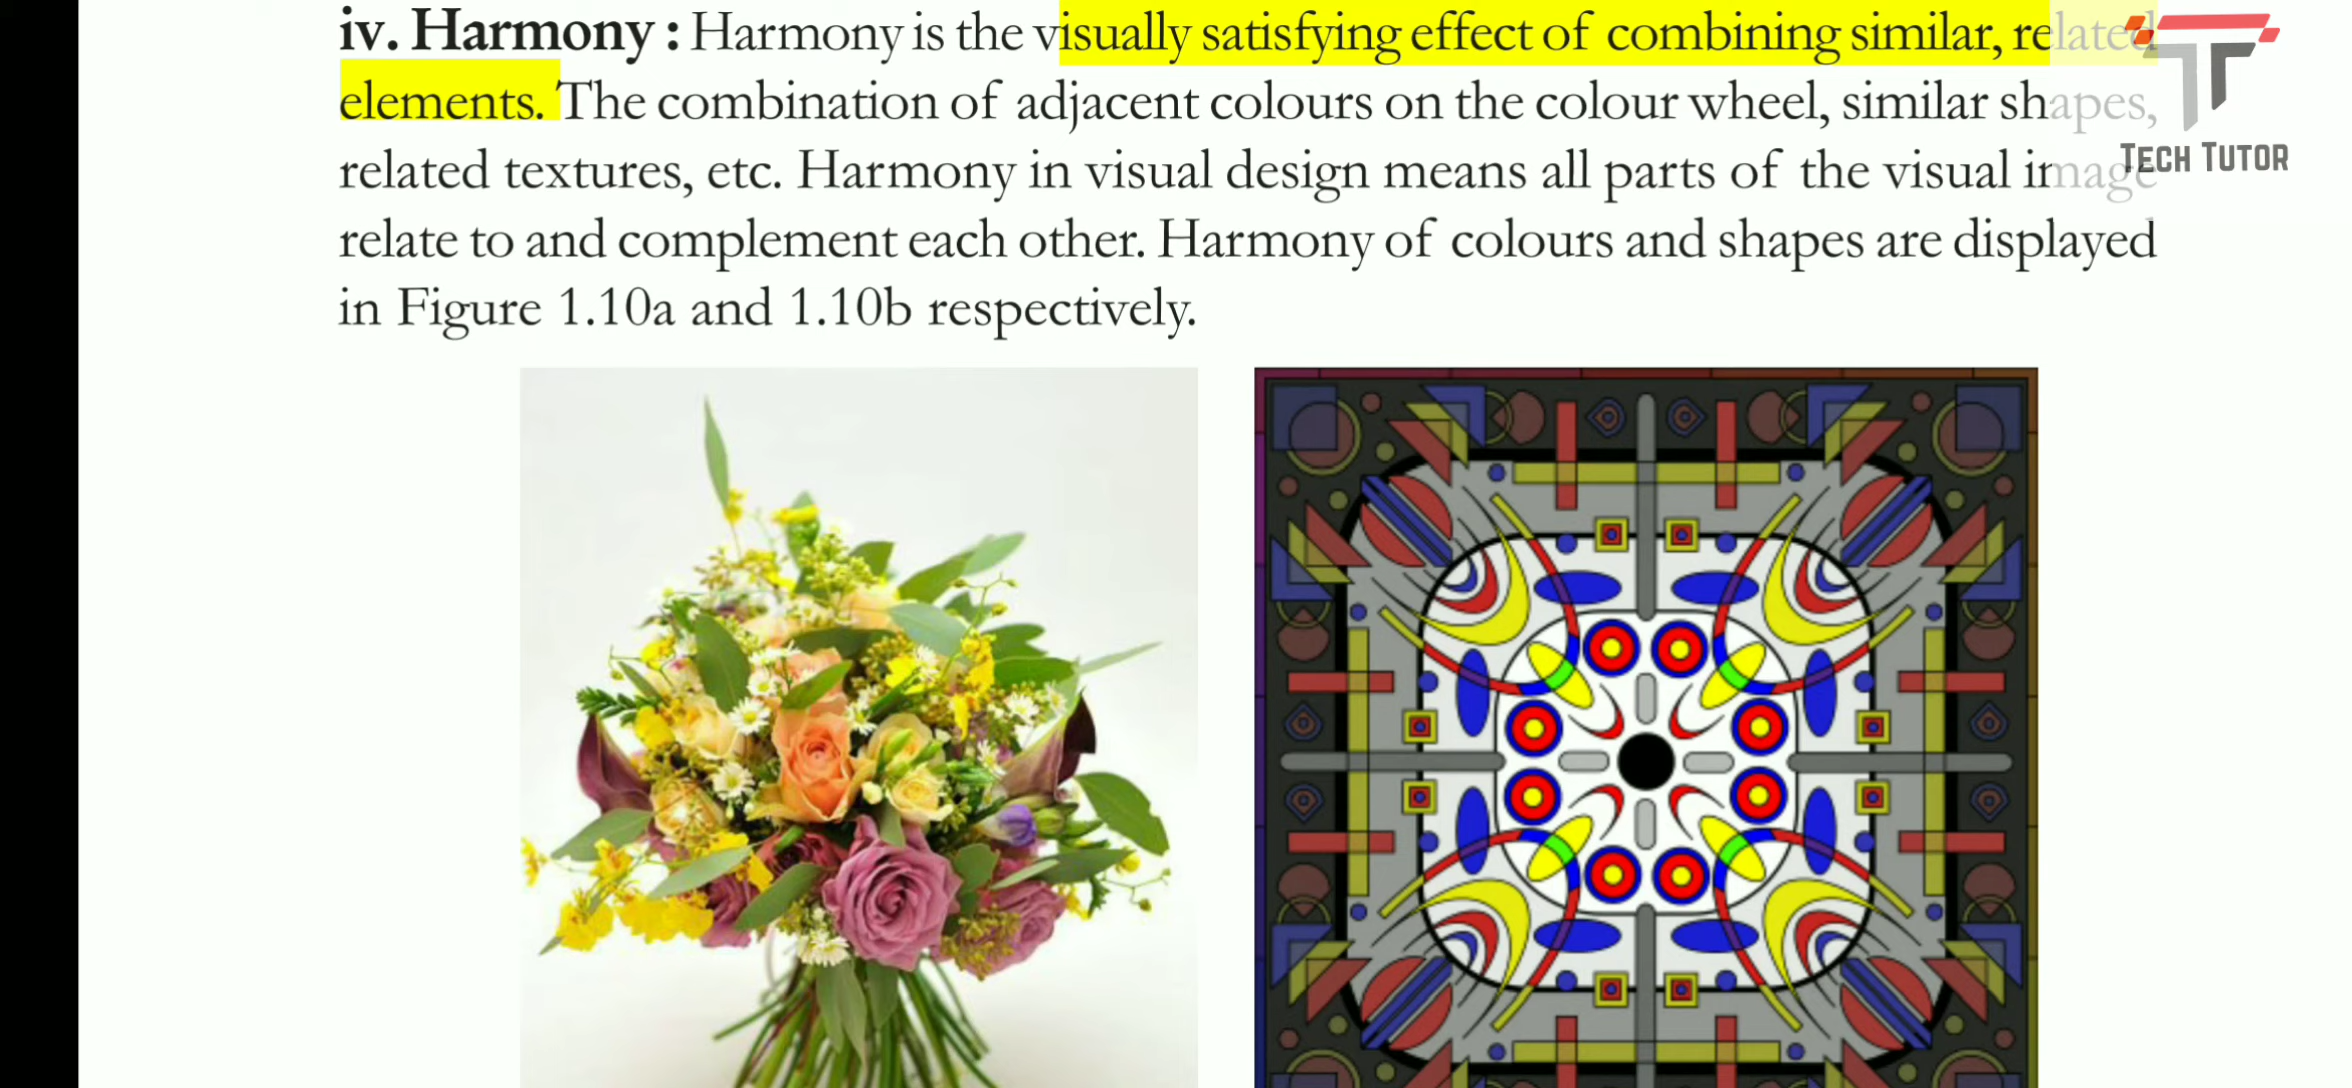 iv. Harmony : Harmony is the visually satisfying effect of combining similar, related
elements. The combination of adjacent colours on the colour wheel, similar shapes,
related textures, etc. Harmony in visual design means all parts of the visual image
relate to and complement each other. Harmony of colours and shapes are displayed
in Figure 1.10a and 1.10b respectively.
TECH TUTOR